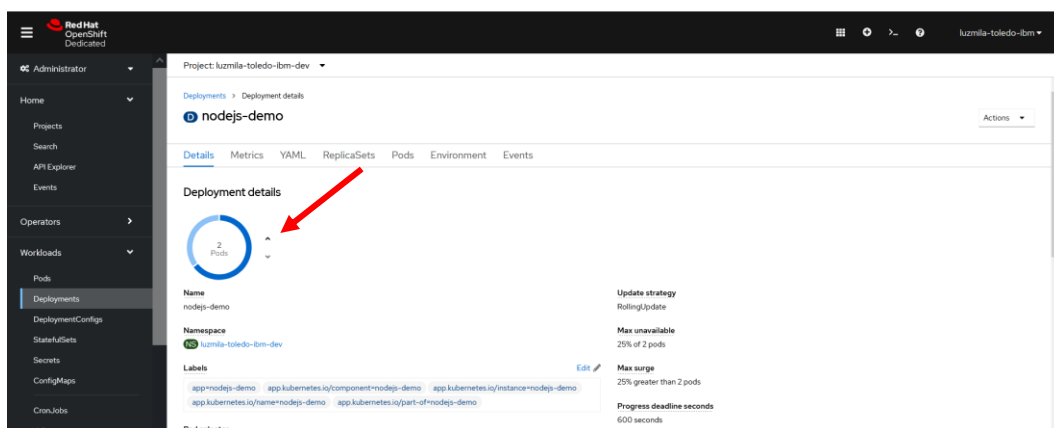 Red Hat
OpenShift
Dedicated
luzmila-toledo-ibm
Administrator
Home
Projects
Search
API Explorer
Events
Operators
Workloads
Pods
Deployments
DeploymentConfigs
StatefulSets
Secrets
ConfigMaps
CronJobs
Project: luzmila-toledo-ibm-dev
Deployments > Deployment details
D nodejs-demo
Actions
Details Metrics YAML ReplicaSets Pods Environment Events
Deployment details
2
Pods
Name
nodejs-demo
Namespace
NS luzmila-toledo-ibm-dev
Labels
Edit
app=nodejs-demo app.kubernetes.io/component=nodejs-demo app.kubernetes.io/instance=nodejs-demo
app.kubernetes.io/name=nodejs-demo app.kubernetes.io/part-of=nodejs-demo
Update strategy
RollingUpdate
Max unavailable
25% of 2 pods
Max surge
25% greater than 2 pods
Progress deadline seconds
600 seconds